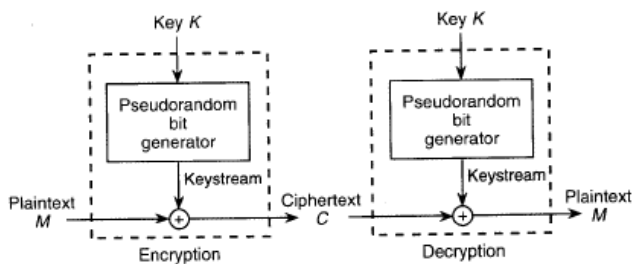 Key K
Key K
Pseudorandom
bit
generator
Pseudorandom
bit
generator
Keystream
Keystream
Plaintext
M
Ciphertext
C
Plaintext
M
Encryption
Decryption